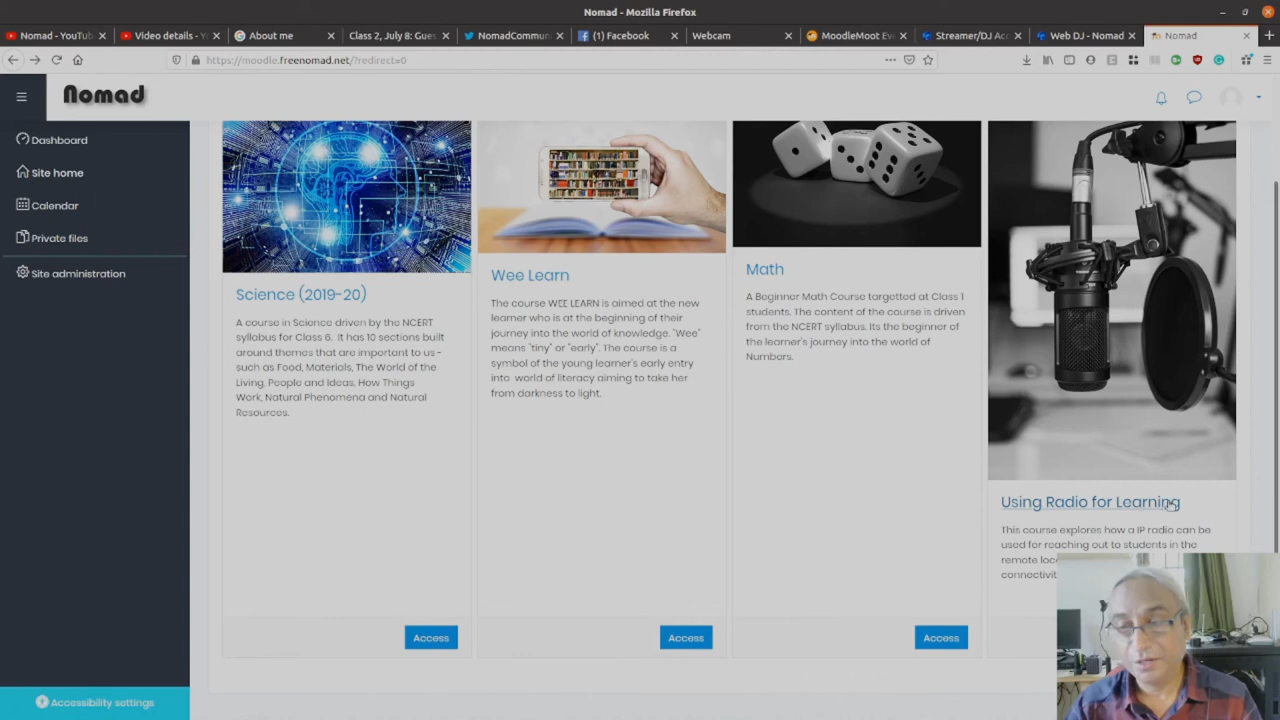 Nomad - Mozilla Firefox
Nomad - YouTub
Video details - Y
About me
Class 2, July 8: Gues
NomadCommun
(1) Facebook
Webcam
MoodleMoot Eve
Streamer/DJ Acc
Web DJ - Nomad
Nomad
https://moodle.freenomad.net/?redirect=0
Nomad
Dashboard
Site home
Calendar
Private files
Site administration
Accessibility settings
Science (2019-20)
A course in Science driven by the NCERT
syllabus for Class 6. It has 10 sections built
around themes that are important to us -
such as Food, Materials, The World of the
Living, People and Ideas, How Things
Work, Natural Phenomena and Natural
Resources.
Access
Wee Learn
The course WEE LEARN is aimed at the new
learner who is at the beginning of their
journey into the world of knowledge. "Wee"
means "tiny" or "early". The course is a
symbol of the young learner's early entry
into world of literacy aiming to take her
from darkness to light.
Access
Math
A Beginner Math Course targetted at Class 1
students. The content of the course is driven
from the NCERT syllabus. Its the beginner of
the learner's journey into the world of
Numbers.
Access
Using Radio for Learning
This course explores how a IP radio can be
used for reaching out to students in the
remote loc
connectivit